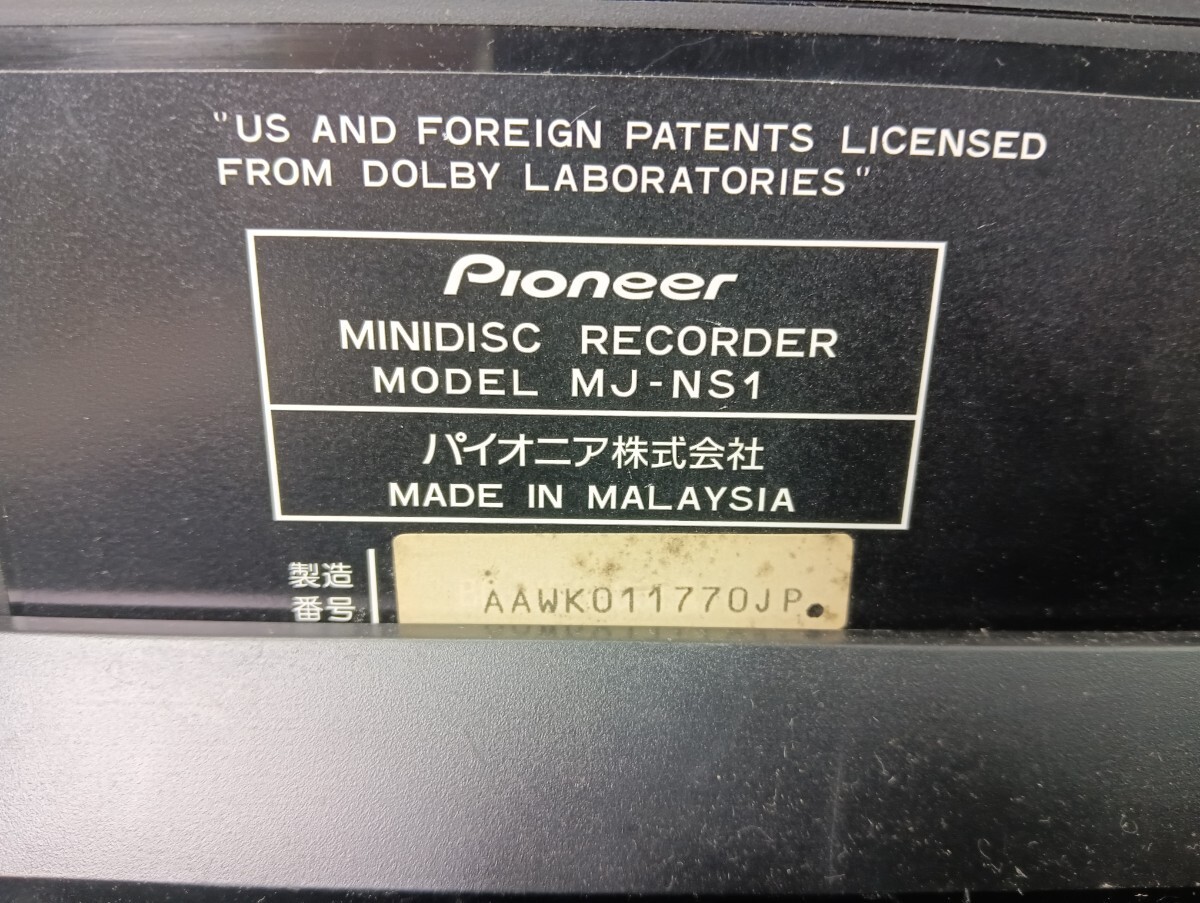 "US AND FOREIGN PATENTS LICENSED
FROM DOLBY LABORATORIES"
Pioneer
MINIDISC RECORDER
MODEL MJ-NS1
パイオニア株式会社
MADE IN MALAYSIA
製造
番号
AAWK011770JP